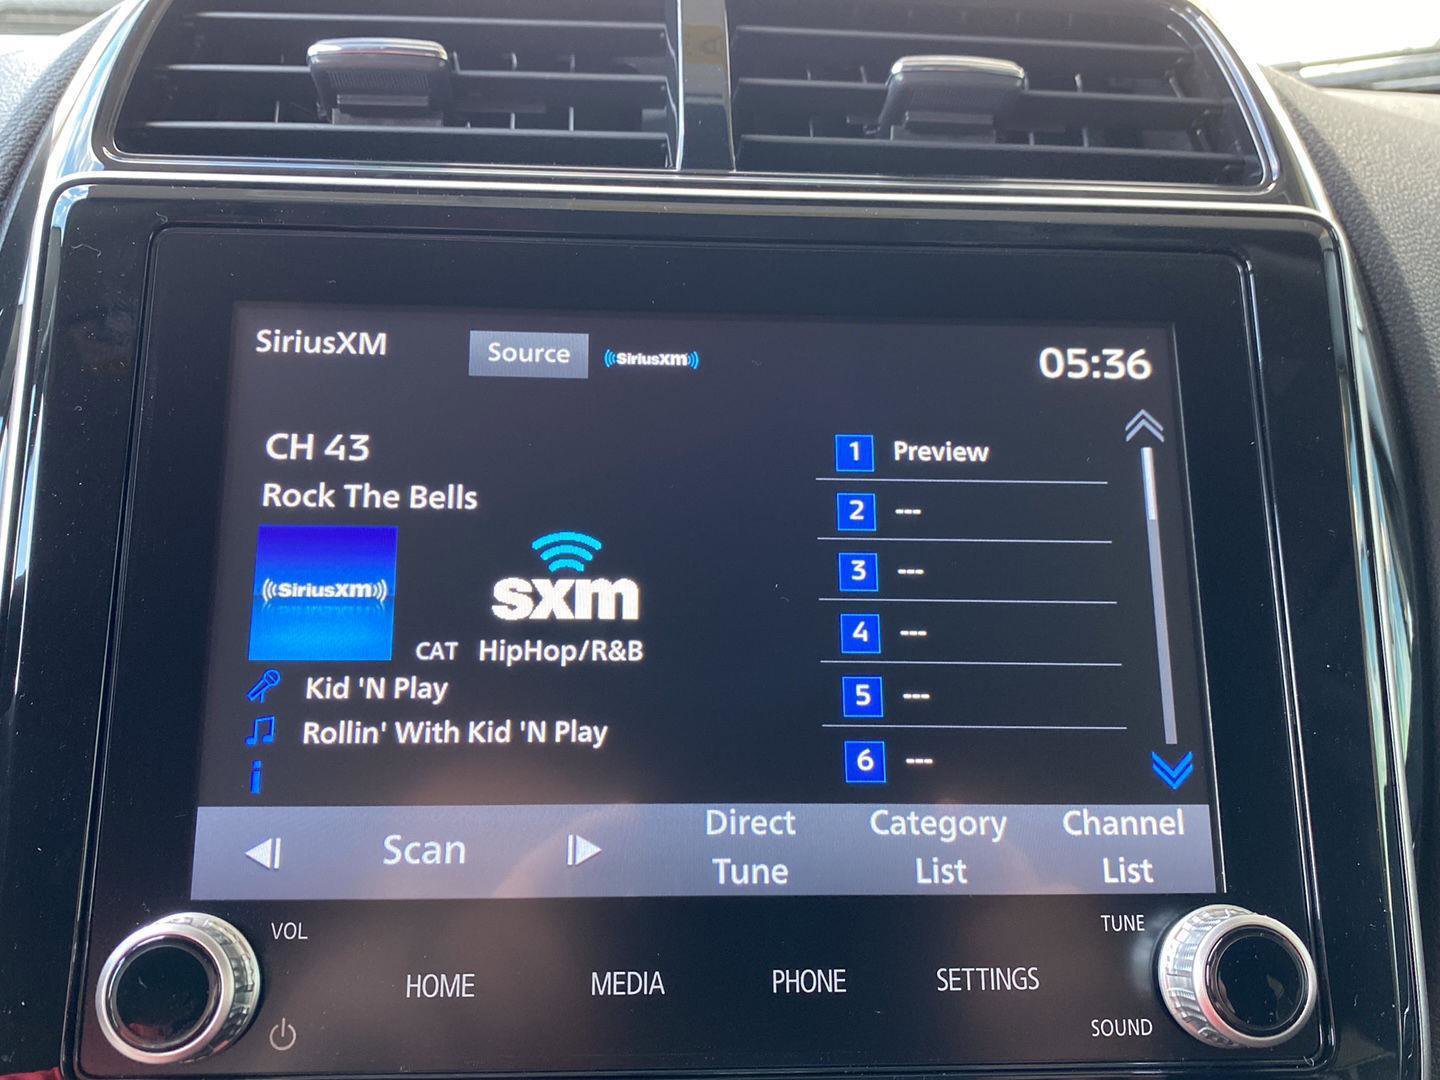 SiriusXM Source ((SiriusXM)) 05:36
CH 43
Rock The Bells
((SiriusXM))
sxm
CAT HipHop/R&B
Kid 'N Play
Rollin' With Kid 'N Play
i
1 Preview
2 ---
3 ---
4 ---
5 ---
6 ---
Scan
Direct
Tune
Category
List
Channel
List
VOL
HOME MEDIA PHONE SETTINGS
TUNE
SOUND